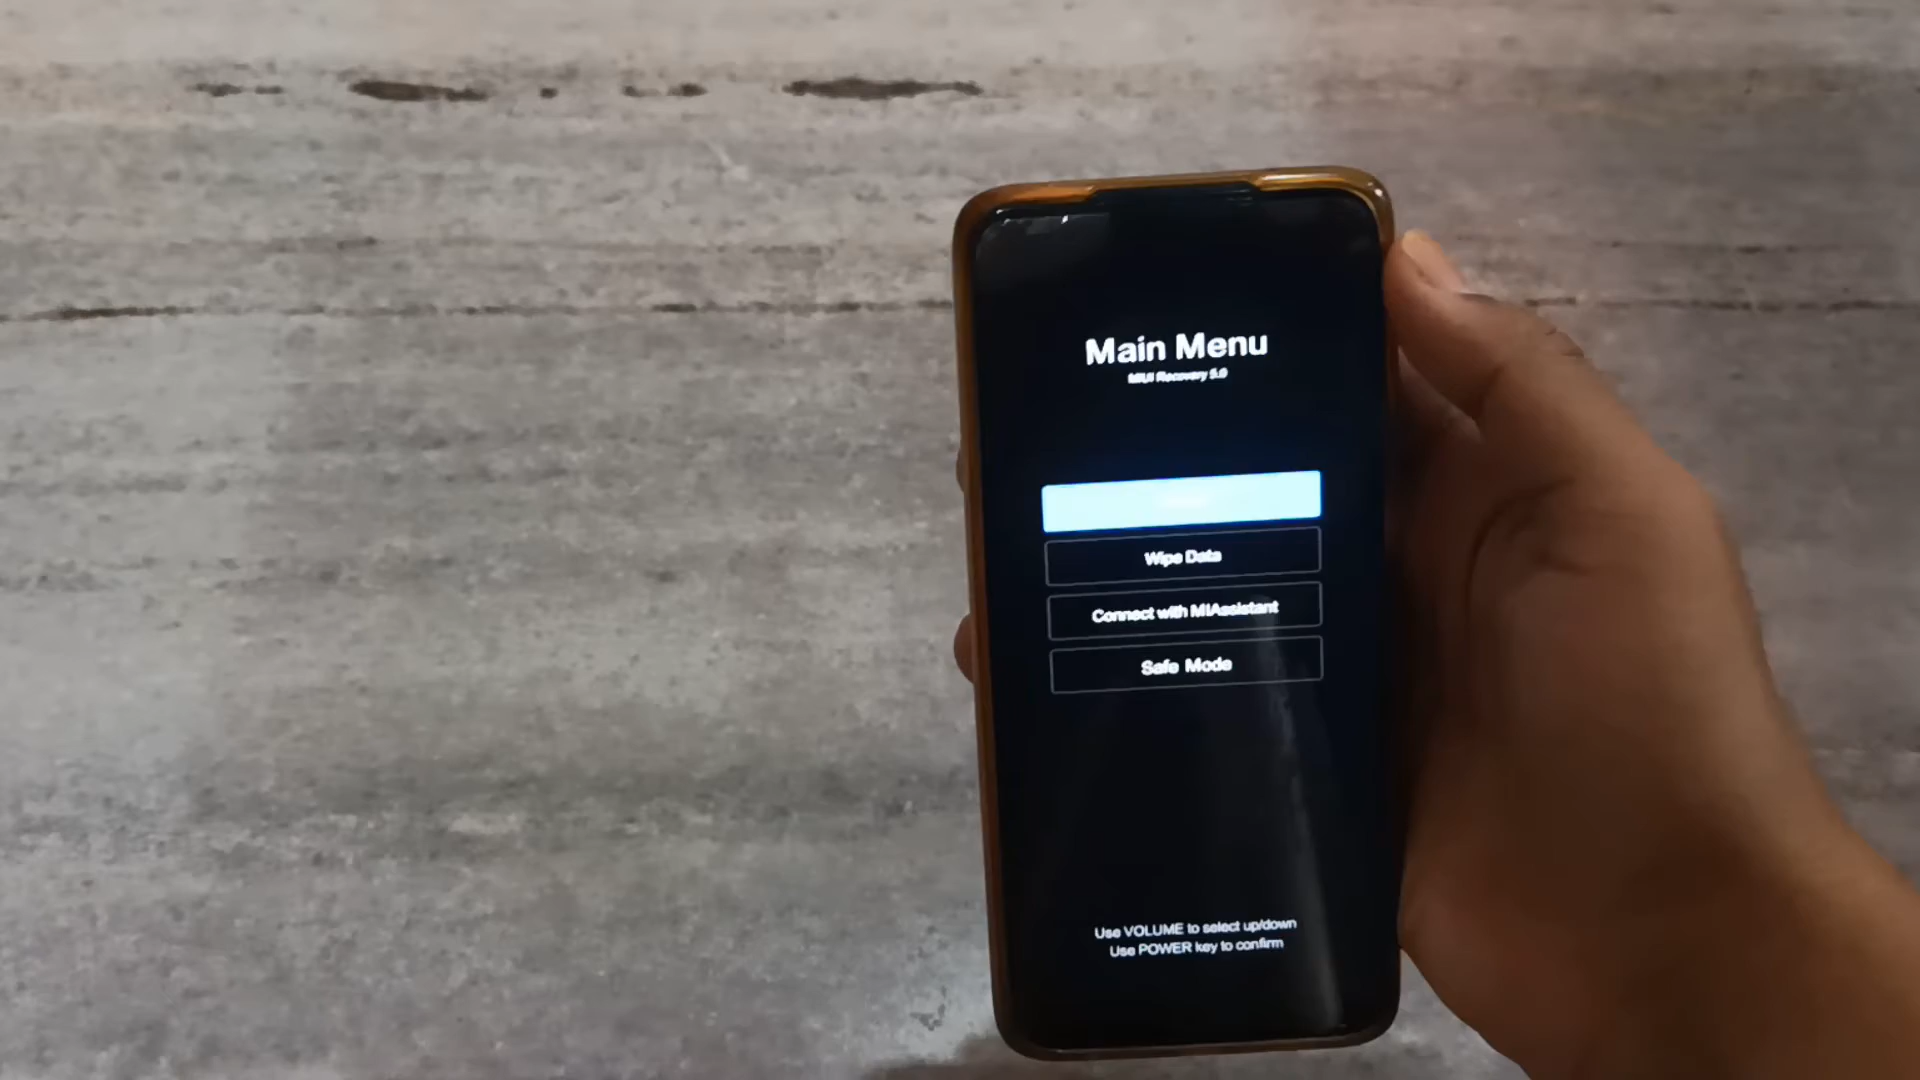 Main Menu
MIUI Recovery 5.0
Wipe Data
Connect with MIAssistant
Safe Mode
Use VOLUME to select up/down
Use POWER key to confirm